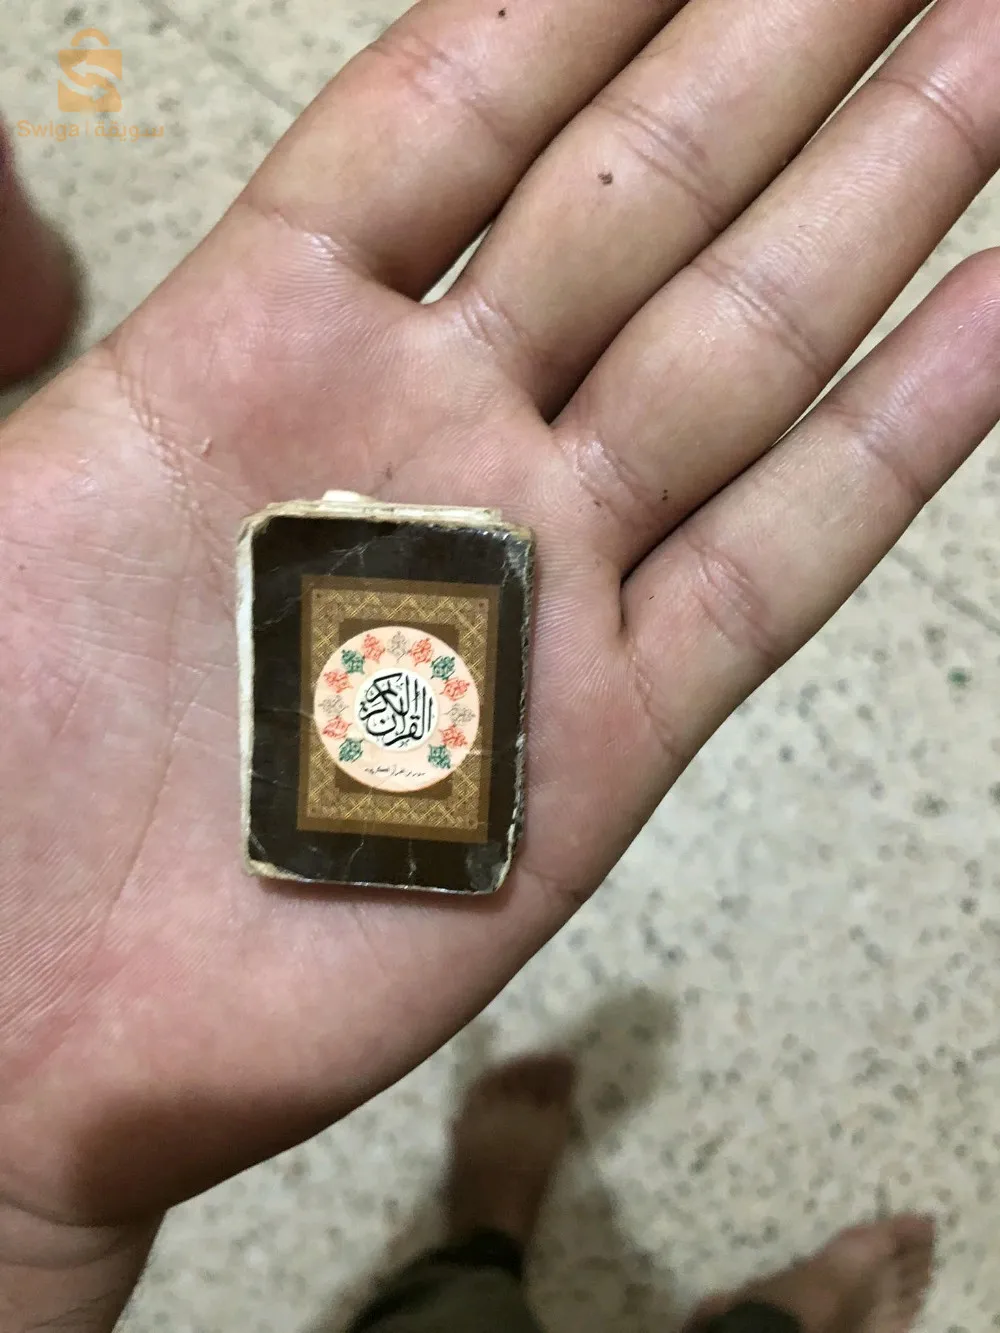 Swiga | سويقة
القرآن الكريم